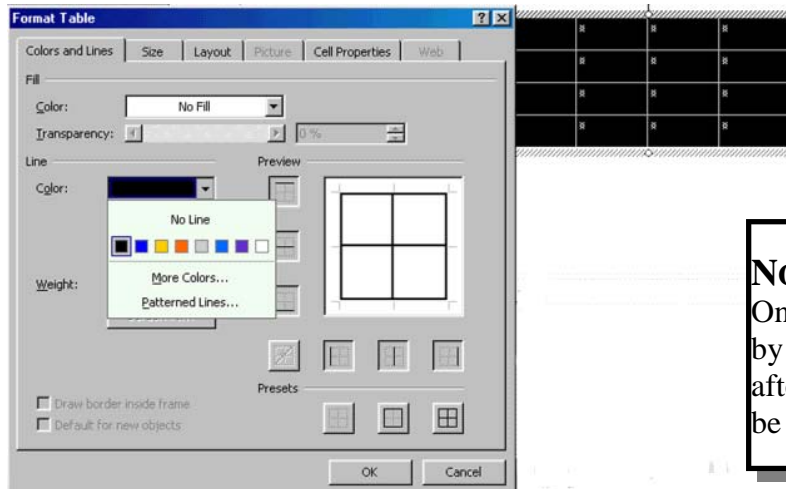 Format Table
Colors and Lines Size Layout Picture Cell Properties Web
Fill
Color: No Fill
Transparency: 0 %
Line Preview
Color:
No Line
More Colors...
Patterned Lines...
Weight:
Presets
Draw border inside frame
Default for new objects
OK Cancel
On
by
be